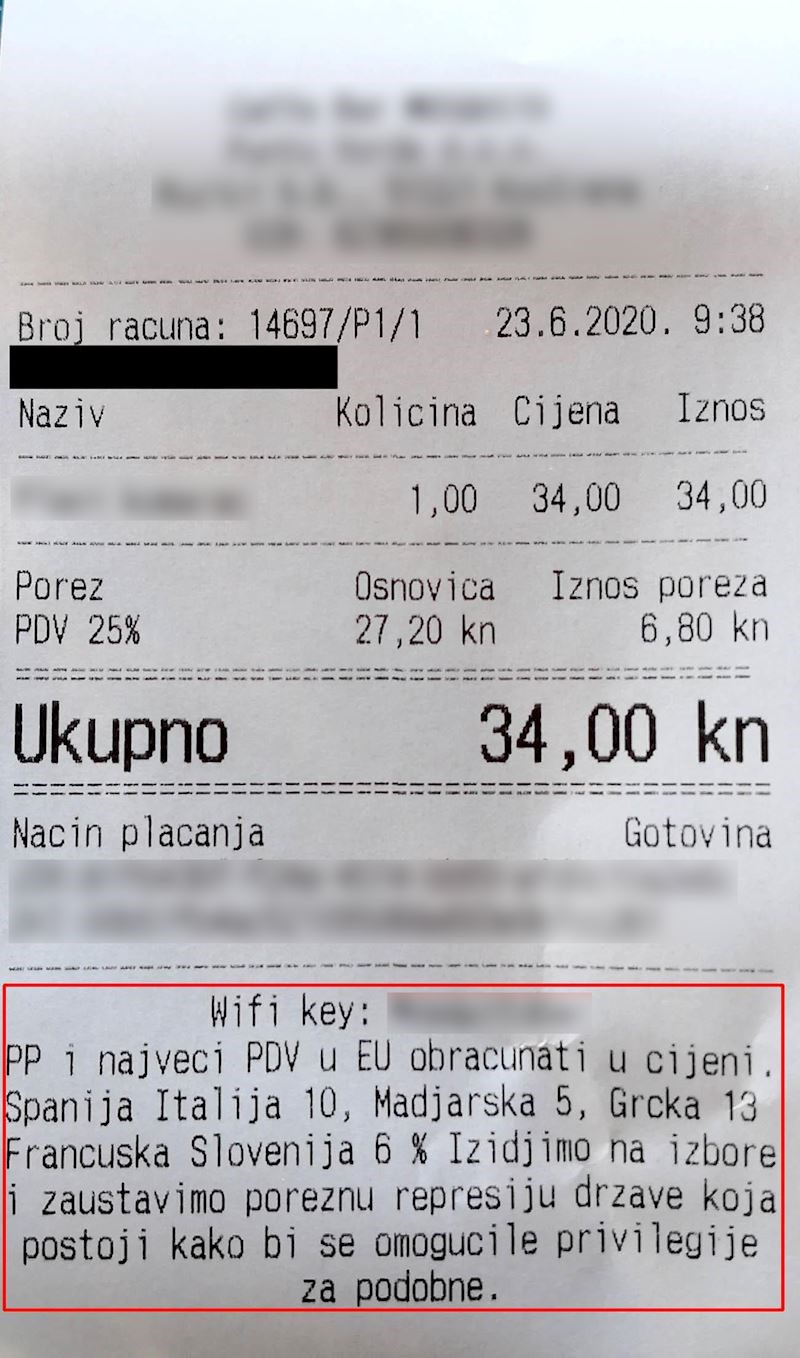 Broj racuna: 14697/P1/1 23.6.2020. 9:38
Naziv Kolicina Cijena Iznos
1,00 34,00 34,00
Porez Osnovica Iznos poreza
PDV 25% 27,20 kn 6,80 kn
Ukupno 34,00 kn
Nacin placanja Gotovina
Wifi key:
PP i najveci PDV u EU obracunati u cijeni.
Spanija Italija 10, Madjarska 5, Grcka 13
Francuska Slovenija 6 % Izidjimo na izbore
i zaustavimo poreznu represiju drzave koja
postoji kako bi se omogucile privilegije
za podobne.